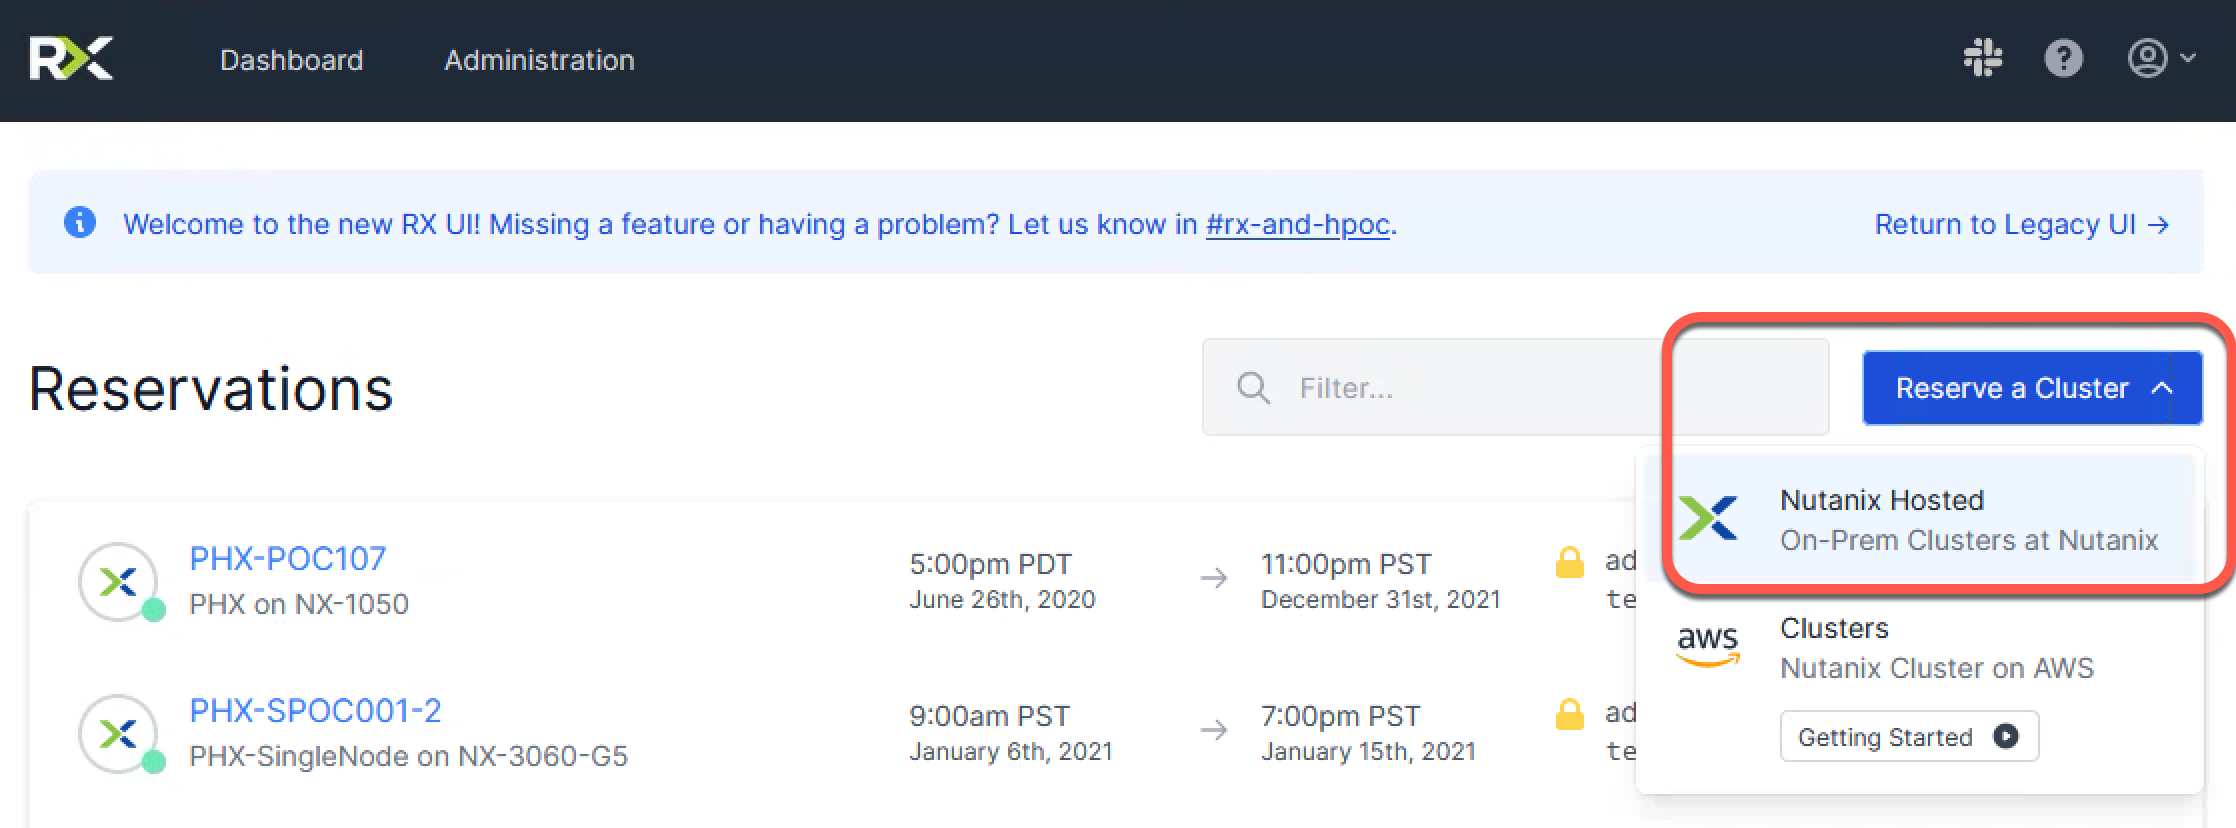 RX
Dashboard
Administration
Welcome to the new RX UI! Missing a feature or having a problem? Let us know in #rx-and-hpoc.
Return to Legacy UI →
Reservations
Filter...
Reserve a Cluster
Nutanix Hosted
On-Prem Clusters at Nutanix
Clusters
Nutanix Cluster on AWS
aws
Getting Started
PHX-POC107
PHX on NX-1050
5:00pm PDT
June 26th, 2020
→
11:00pm PST
December 31st, 2021
ad
te
PHX-SPOC001-2
PHX-SingleNode on NX-3060-G5
9:00am PST
January 6th, 2021
→
7:00pm PST
January 15th, 2021
ad
te